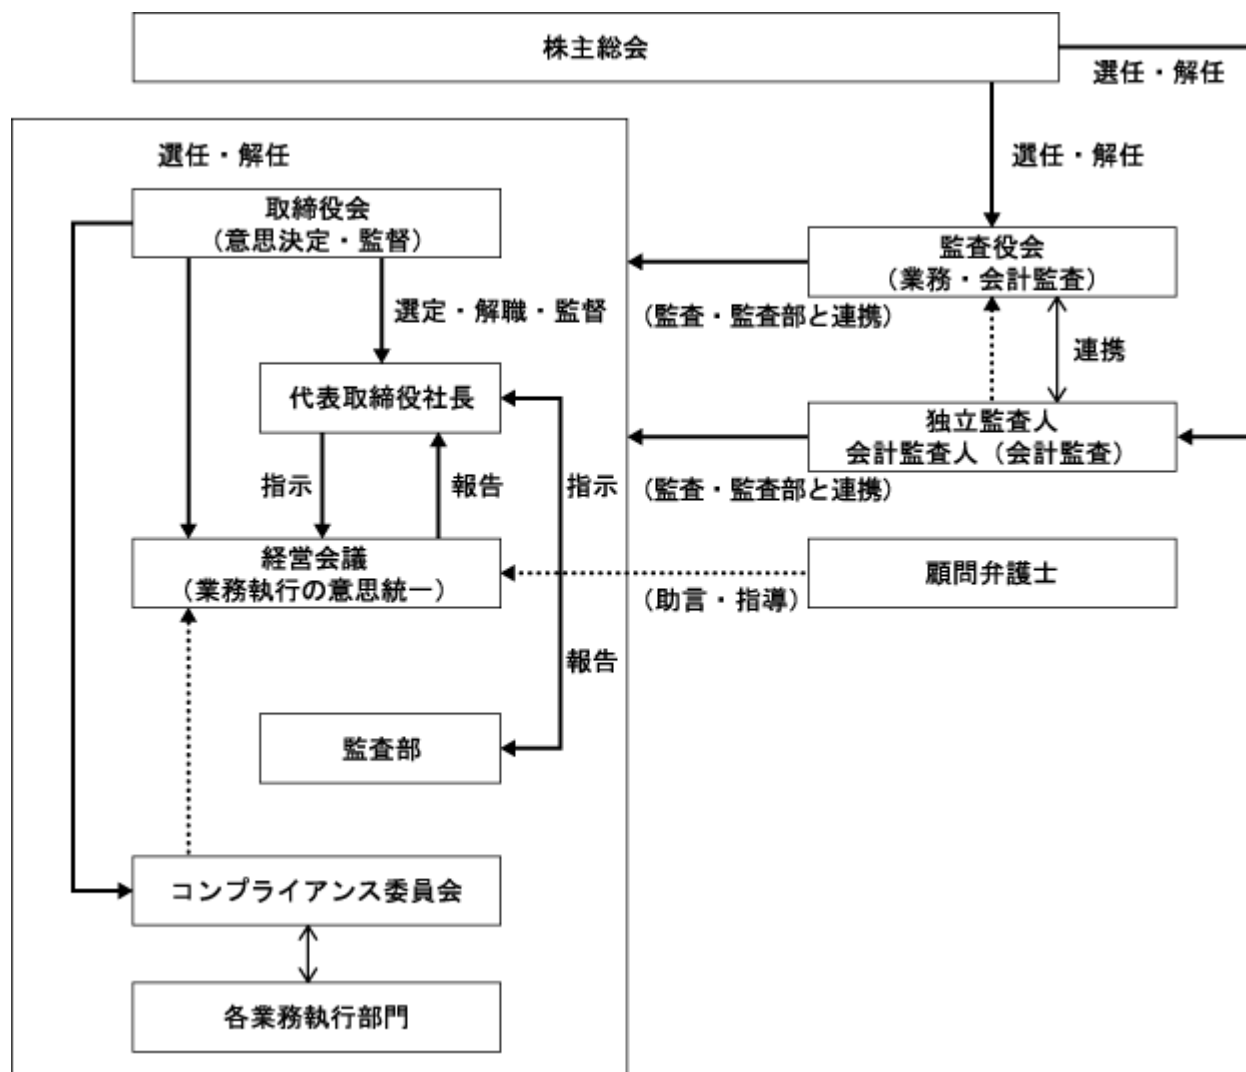 株主総会
選任・解任
選任・解任
選任・解任
取締役会
（意思決定・監督）
監査役会
（業務・会計監査）
選定・解職・監督
（監査・監査部と連携）
連携
代表取締役社長
独立監査人
会計監査人（会計監査）
指示
報告
指示
（監査・監査部と連携）
経営会議
（業務執行の意思統一）
顧問弁護士
（助言・指導）
報告
監査部
コンプライアンス委員会
各業務執行部門